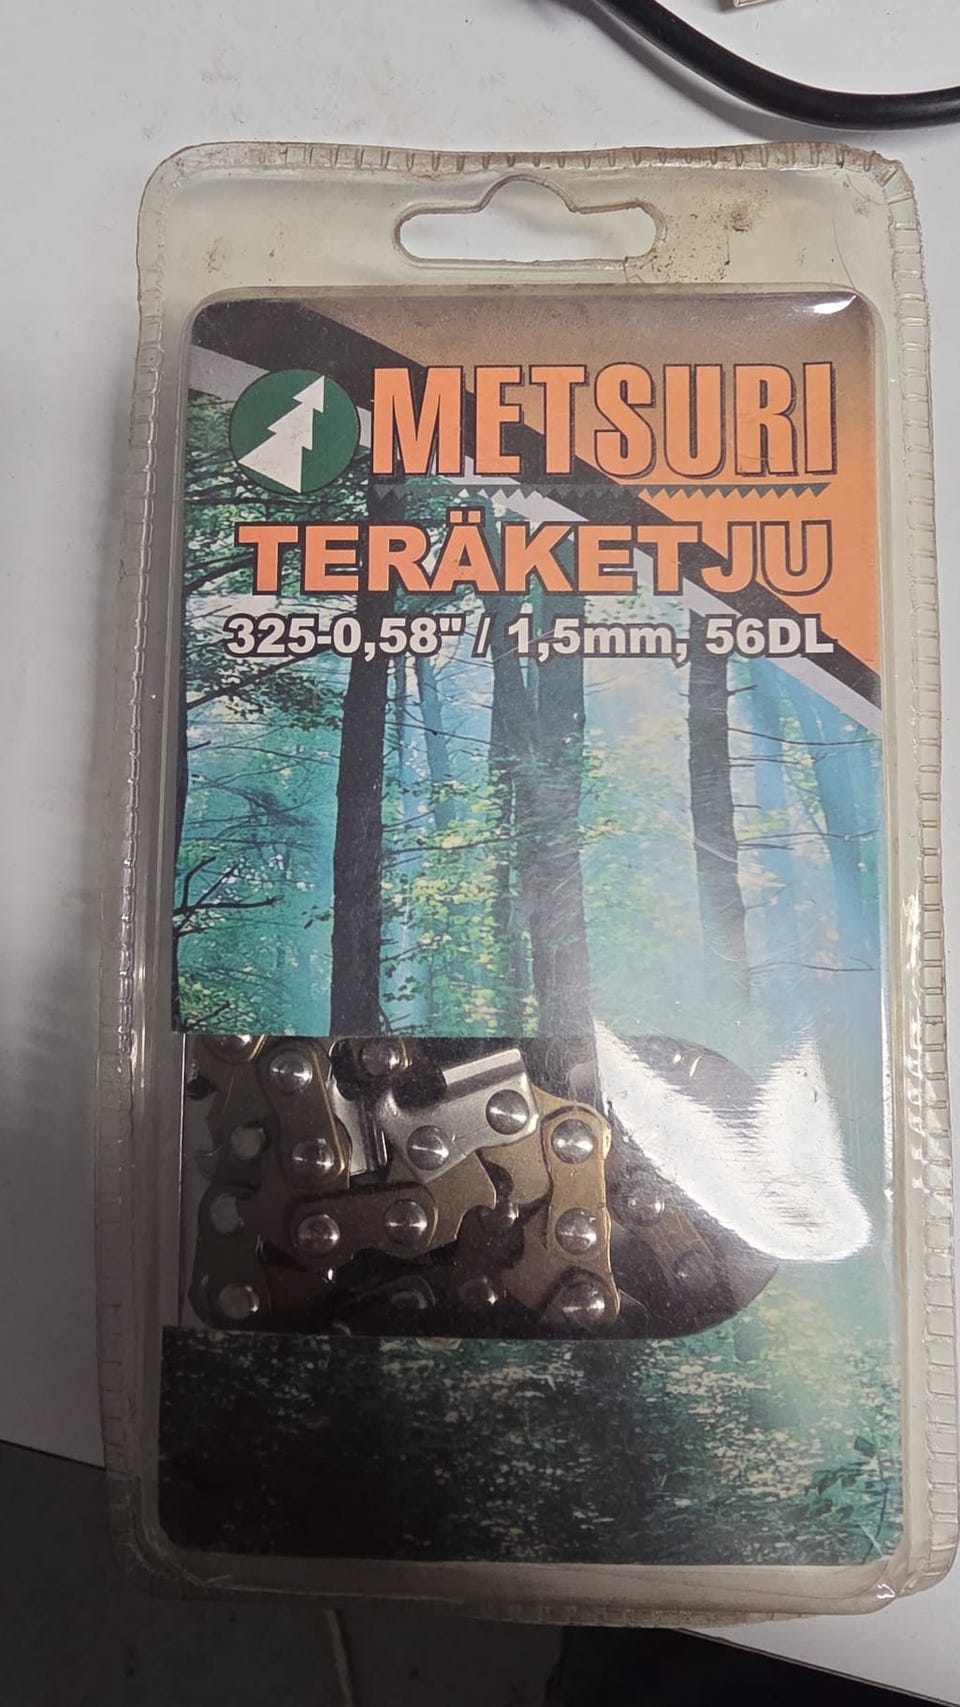 METSURI
TERÄKETJU
325-0,58" / 1,5mm, 56DL